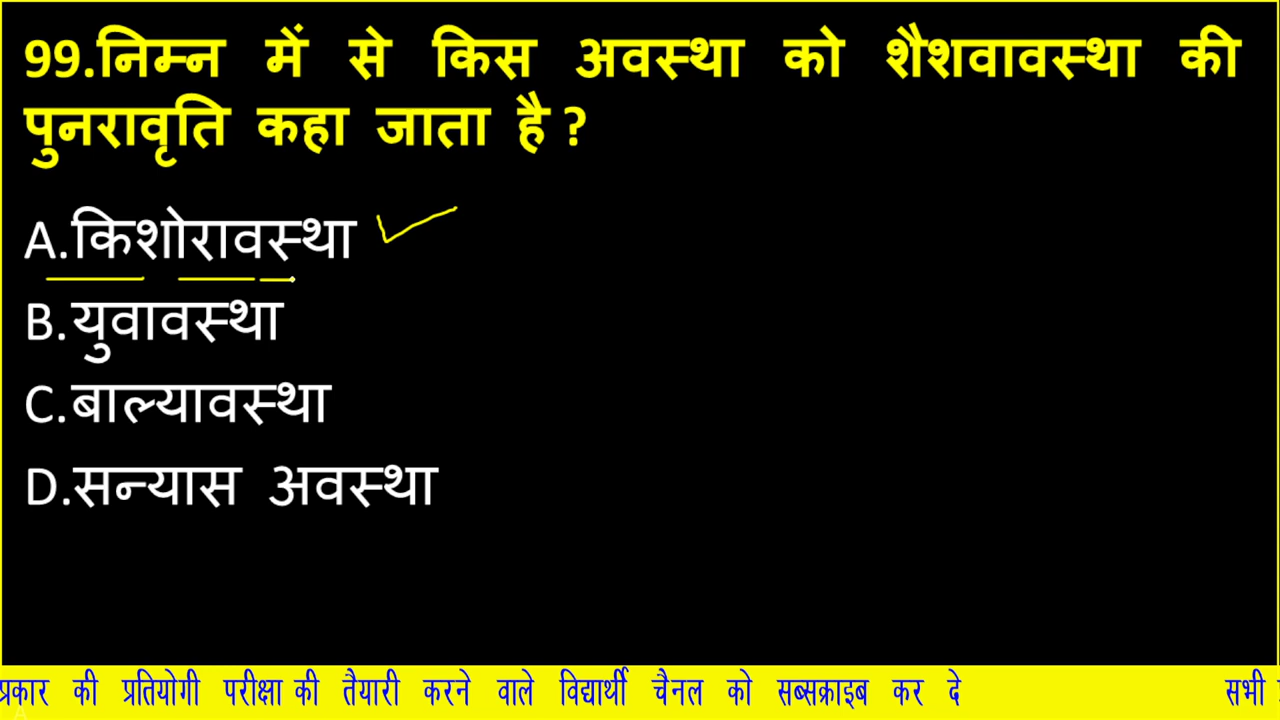 99.निम्न में से किस अवस्था को शैशवावस्था की
पुनरावृति कहा जाता है ?
A.किशोरावस्था
B.युवावस्था
C.बाल्यावस्था
D.सन्यास अवस्था
प्रकार की प्रतियोगी परीक्षा की तैयारी करने वाले विद्यार्थी चैनल को सब्सक्राइब कर दे सभी